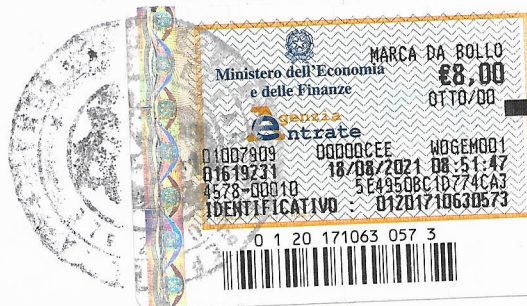 MARCA DA BOLLO
Ministero dell'Economia
e delle Finanze
€8,00
OTTO/00
genzia
ntrate
01007909 00000CEE W0GEM001
01619231 18/08/2021 08:51:47
4578-00010 5E4950BC1D774CA3
IDENTIFICATIVO : 01201710630573
0 1 20 171063 057 3